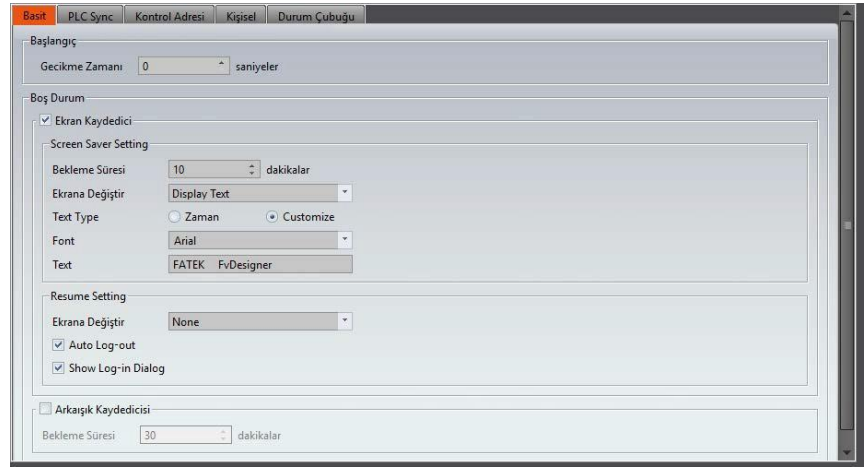 Basit PLC Sync Kontrol Adresi Kişisel Durum Çubuğu
Başlangıç
Gecikme Zamanı 0 saniyeler
Boş Durum
Ekran Kaydedici
Screen Saver Setting
Bekleme Süresi 10 dakikalar
Ekrana Değiştir Display Text
Text Type Zaman Customize
Font Arial
Text FATEK FvDesigner
Resume Setting
Ekrana Değiştir None
Auto Log-out
Show Log-in Dialog
Arkaışık Kaydedicisi
Bekleme Süresi 30 dakikalar